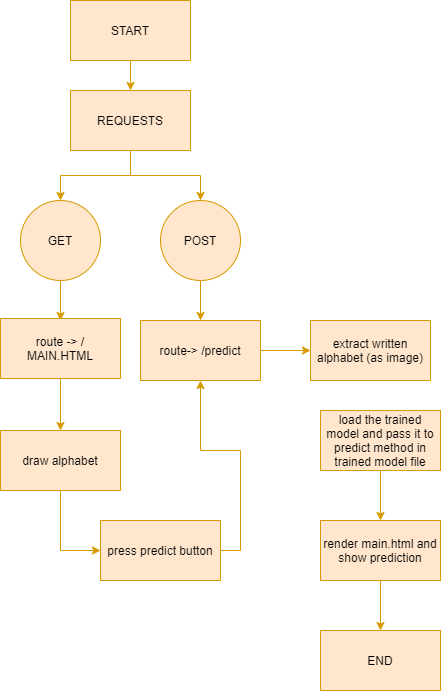 START
REQUESTS
GET
POST
route -> /
MAIN.HTML
route-> /predict
extract written
alphabet (as image)
draw alphabet
press predict button
load the trained
model and pass it to
predict method in
trained model file
render main.html and
show prediction
END